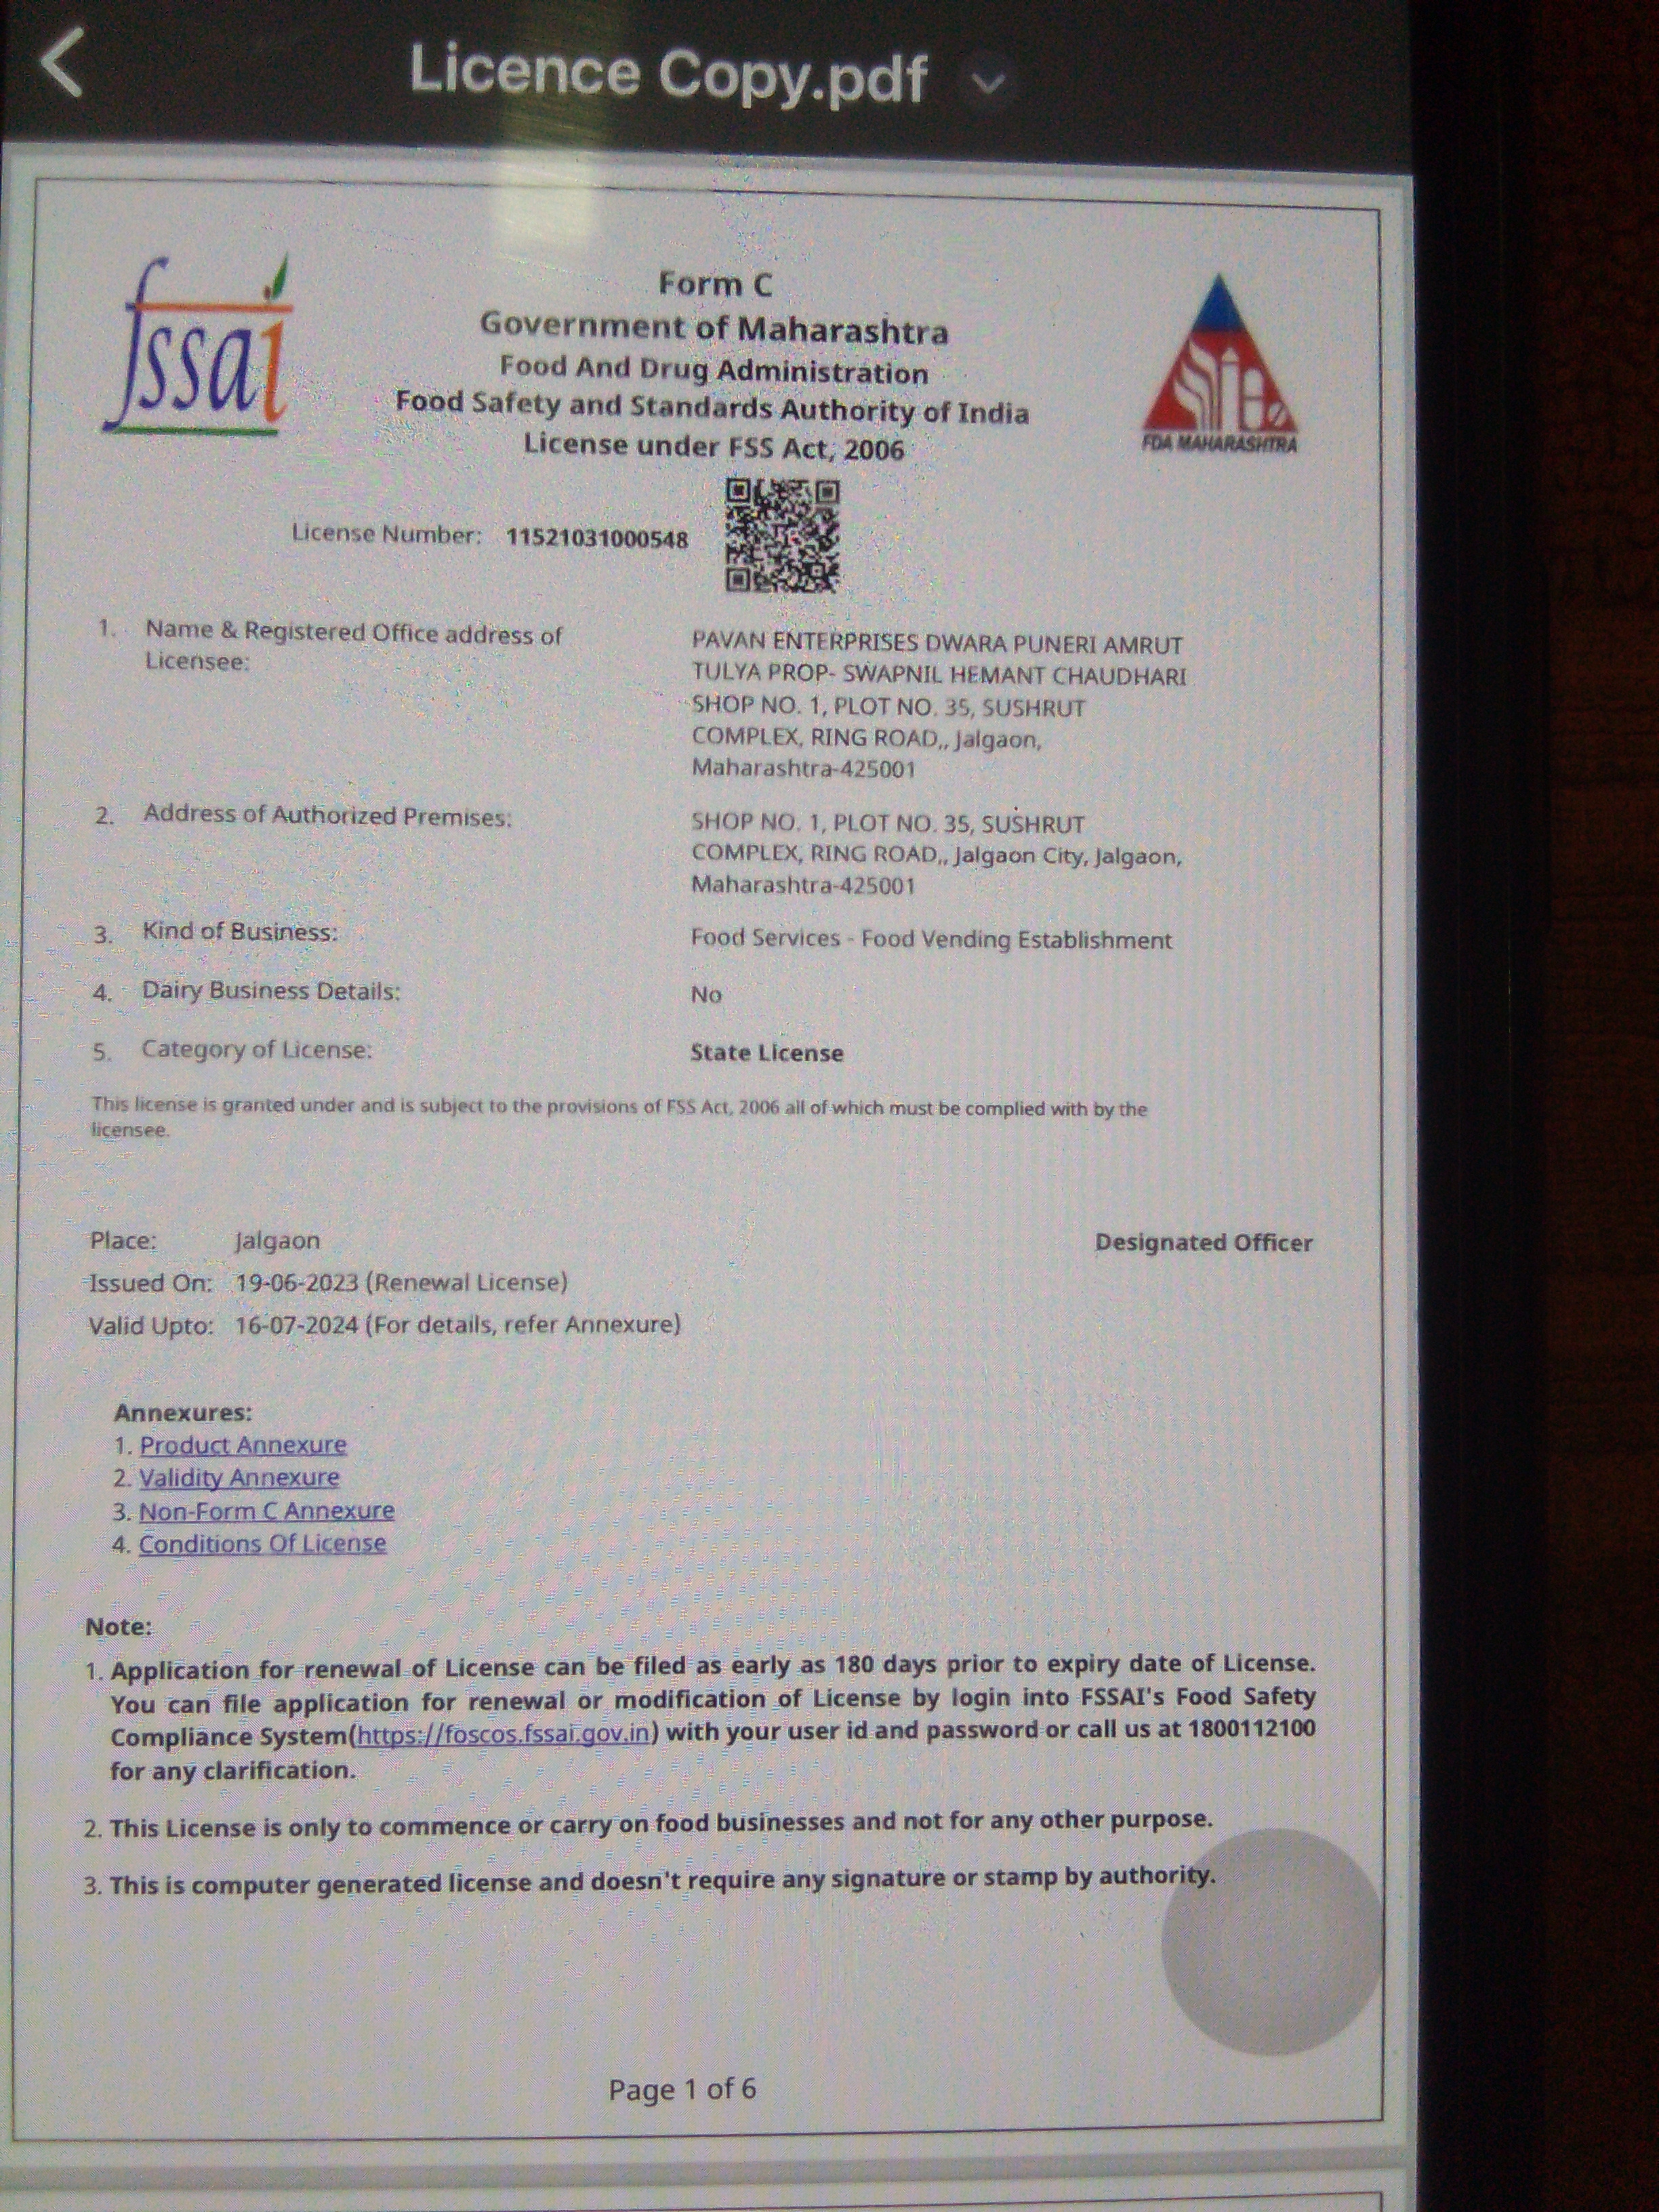 Licence Copy.pdf
fssai
Form C
Government of Maharashtra
Food And Drug Administration
Food Safety and Standards Authority of India
License under FSS Act, 2006
FDA MAHARASHTRA
License Number: 11521031000548
1. Name & Registered Office address of
Licensee:
PAVAN ENTERPRISES DWARA PUNERI AMRUT
TULYA PROP- SWAPNIL HEMANT CHAUDHARI
SHOP NO. 1, PLOT NO. 35, SUSHRUT
COMPLEX, RING ROAD,, Jalgaon,
Maharashtra-425001
2. Address of Authorized Premises:
SHOP NO. 1, PLOT NO. 35, SUSHRUT
COMPLEX, RING ROAD,, Jalgaon City, Jalgaon,
Maharashtra-425001
3. Kind of Business: Food Services - Food Vending Establishment
4. Dairy Business Details: No
5. Category of License: State License
This license is granted under and is subject to the provisions of FSS Act, 2006 all of which must be complied with by the
licensee.
Place: Jalgaon Designated Officer
Issued On: 19-06-2023 (Renewal License)
Valid Upto: 16-07-2024 (For details, refer Annexure)
Annexures:
1. Product Annexure
2. Validity Annexure
3. Non-Form C Annexure
4. Conditions Of License
Note:
1. Application for renewal of License can be filed as early as 180 days prior to expiry date of License.
You can file application for renewal or modification of License by login into FSSAI's Food Safety
Compliance System(https://foscos.fssai.gov.in) with your user id and password or call us at 1800112100
for any clarification.
2. This License is only to commence or carry on food businesses and not for any other purpose.
3. This is computer generated license and doesn't require any signature or stamp by authority.
Page 1 of 6